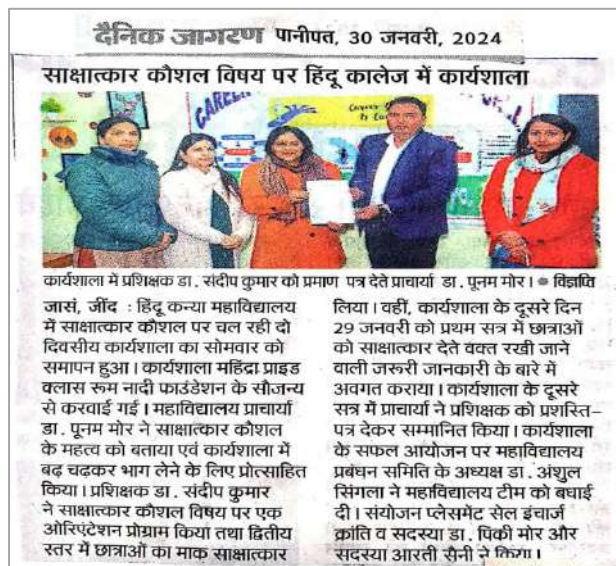 दैनिक जागरण पानीपत, 30 जनवरी, 2024
साक्षात्कार कौशल विषय पर हिंदू कालेज में कार्यशाला
CAREER
कार्यशाला में प्रशिक्षक डा. संदीप कुमार को प्रमाण पत्र देते प्राचार्या डा. पूनम मोर। ● विज्ञप्ति
जासं, जींद : हिंदू कन्या महाविद्यालय
में साक्षात्कार कौशल पर चल रही दो
दिवसीय कार्यशाला का सोमवार को
समापन हुआ। कार्यशाला महिंद्रा प्राइड
क्लास रूम नादी फाउंडेशन के सौजन्य
से करवाई गई। महाविद्यालय प्राचार्या
डा. पूनम मोर ने साक्षात्कार कौशल
के महत्व को बताया एवं कार्यशाला में
बढ़ चढ़कर भाग लेने के लिए प्रोत्साहित
किया। प्रशिक्षक डा. संदीप कुमार
ने साक्षात्कार कौशल विषय पर एक
ओरिएंटेशन प्रोग्राम किया तथा द्वितीय
स्तर में छात्राओं का माक साक्षात्कार
लिया। वहीं, कार्यशाला के दूसरे दिन
29 जनवरी को प्रथम सत्र में छात्राओं
को साक्षात्कार देते वक्त रखी जाने
वाली जरूरी जानकारी के बारे में
अवगत कराया। कार्यशाला के दूसरे
सत्र में प्राचार्या ने प्रशिक्षक को प्रशस्ति-
पत्र देकर सम्मानित किया। कार्यशाला
के सफल आयोजन पर महाविद्यालय
प्रबंधन समिति के अध्यक्ष डा. अंशुल
सिंगला ने महाविद्यालय टीम को बधाई
दी। संयोजन प्लेसमेंट सेल इंचार्ज
क्रांति व सदस्या डा. पिंकी मोर और
सदस्या आरती सैनी ने किया।